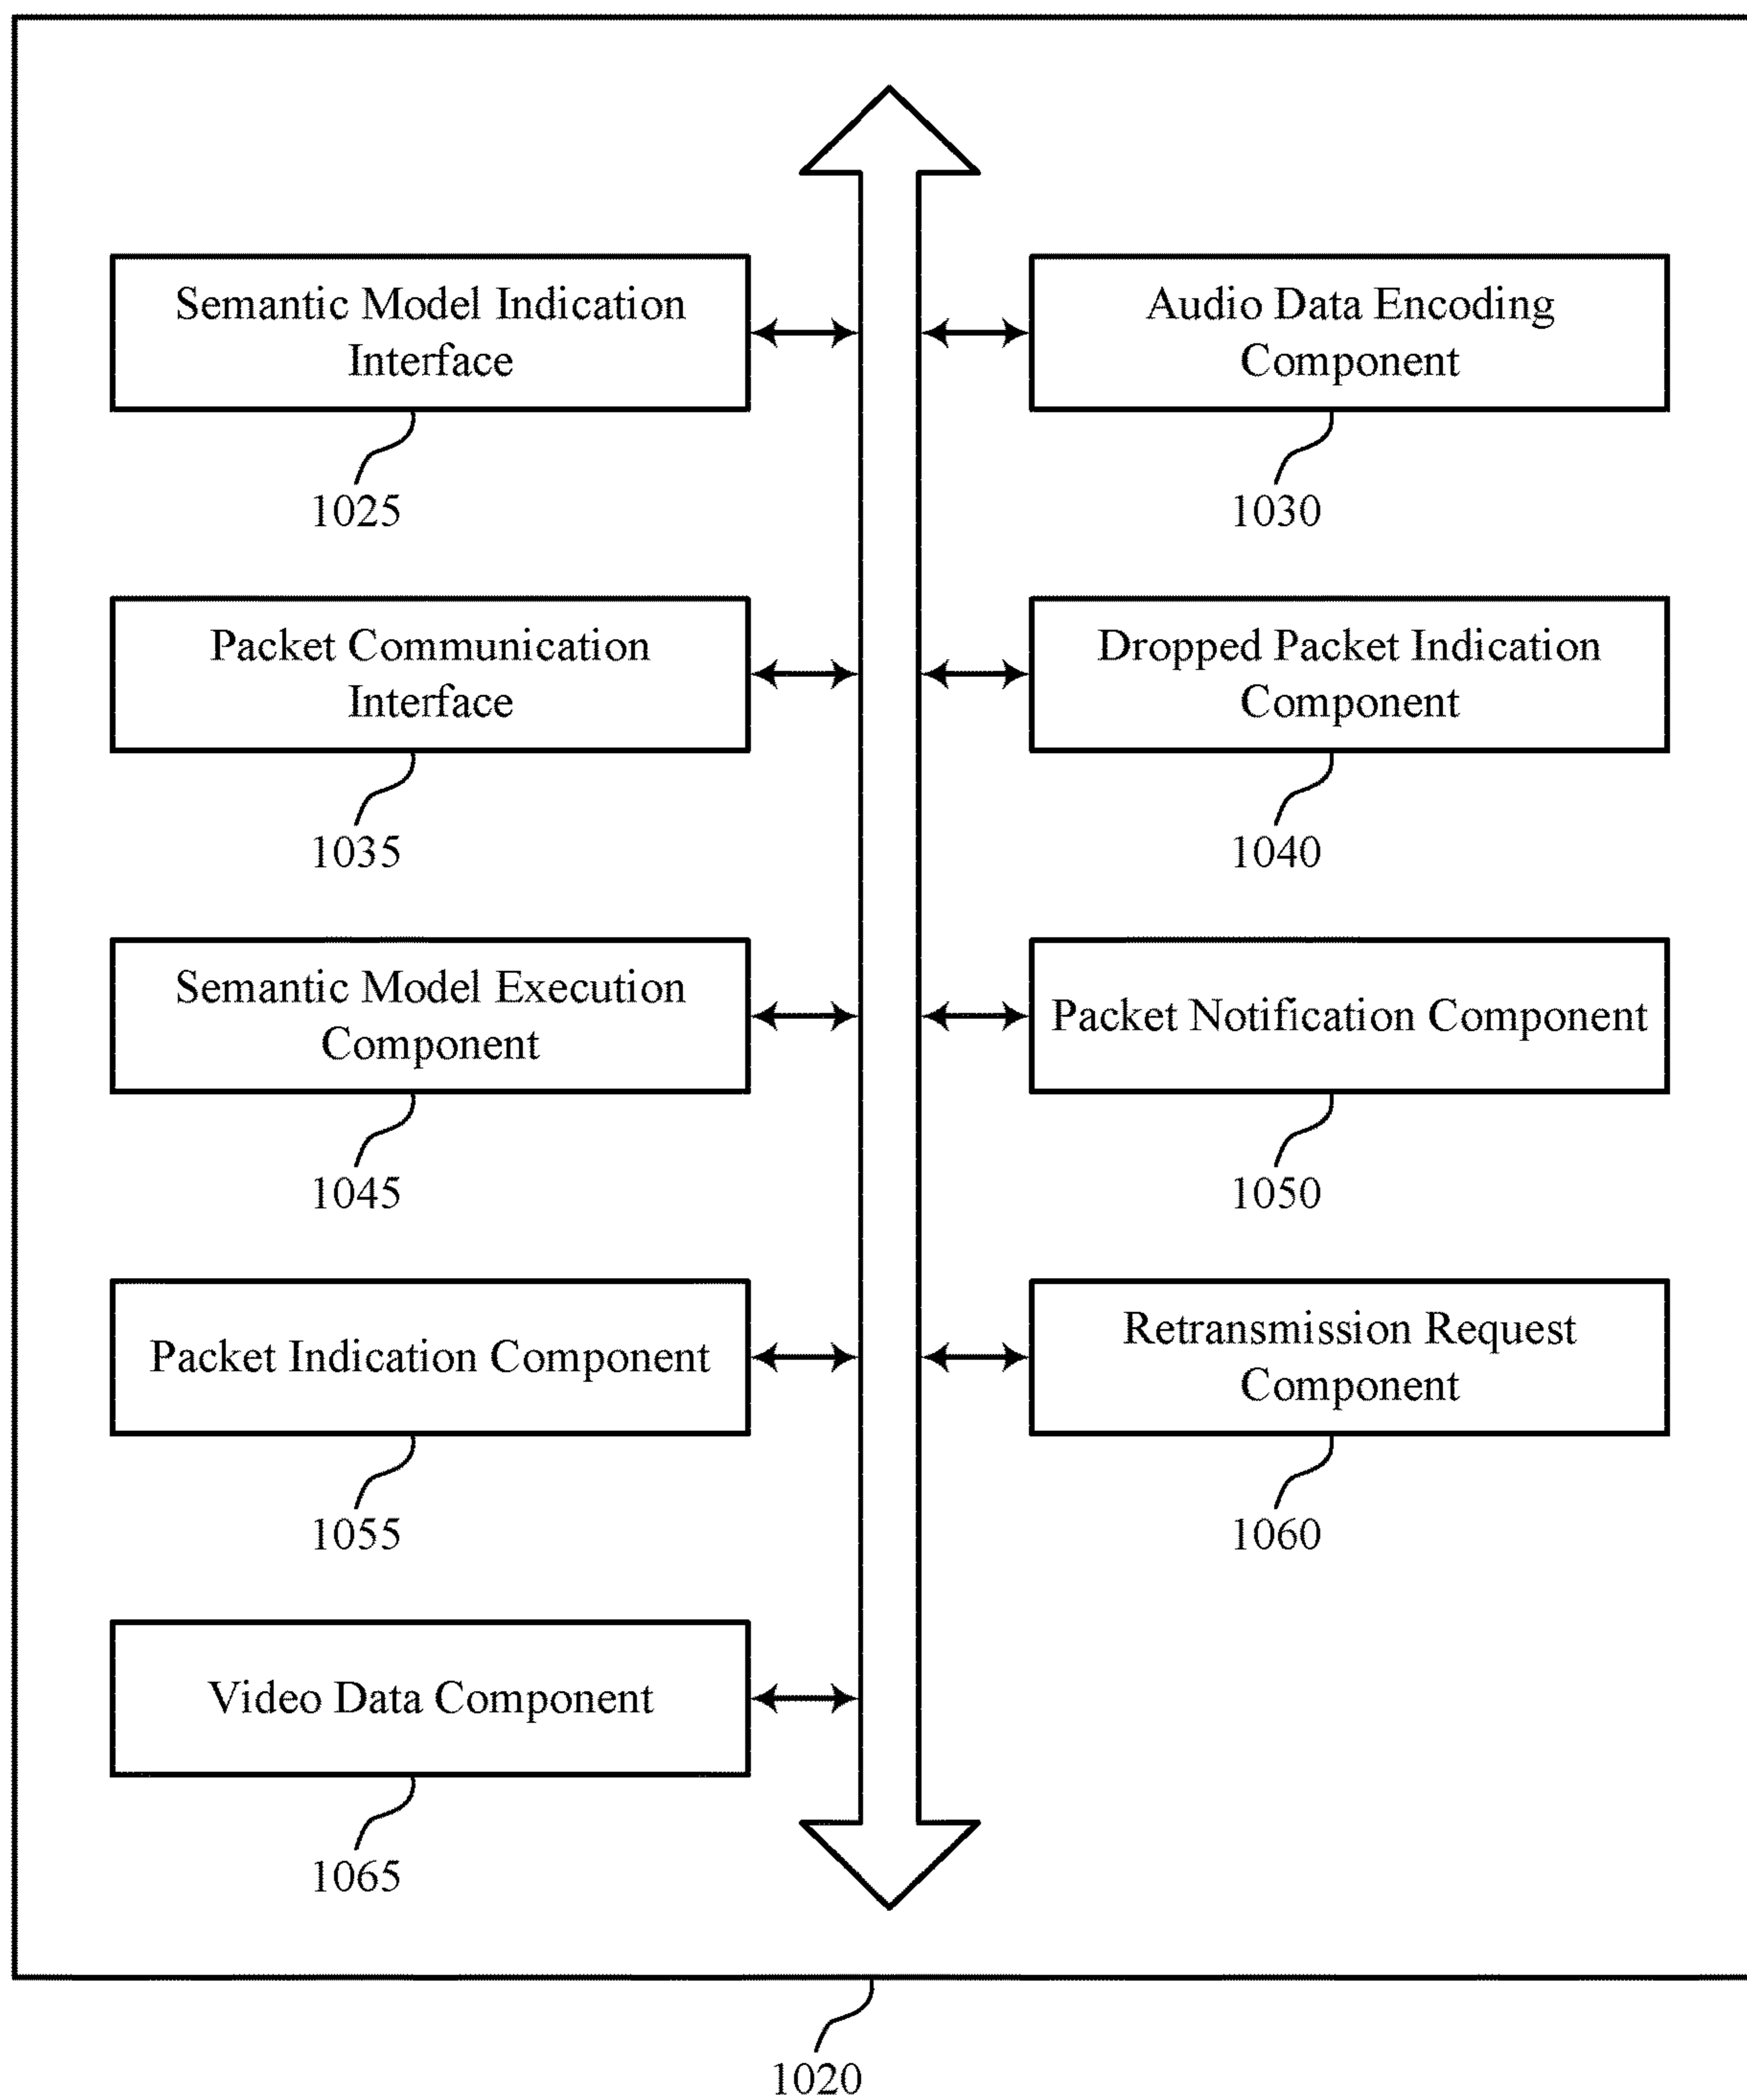 Semantic Model Indication
Interface
1025
Audio Data Encoding
Component
1030
Packet Communication
Interface
1035
Dropped Packet Indication
Component
1040
Semantic Model Execution
Component
1045
Packet Notification Component
1050
Packet Indication Component
1055
Retransmission Request
Component
1060
Video Data Component
1065
1020